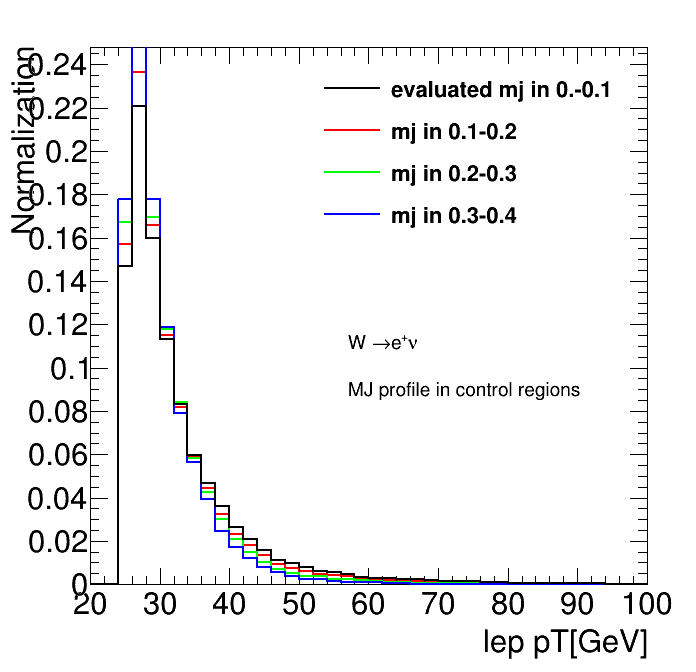 Normalization
0.24
0.22
0.2
0.18
0.16
0.14
0.12
0.1
0.08
0.06
0.04
0.02
0
evaluated mj in 0.-0.1
mj in 0.1-0.2
mj in 0.2-0.3
mj in 0.3-0.4
W →e⁺ν
MJ profile in control regions
20 30 40 50 60 70 80 90 100
lep pT[GeV]